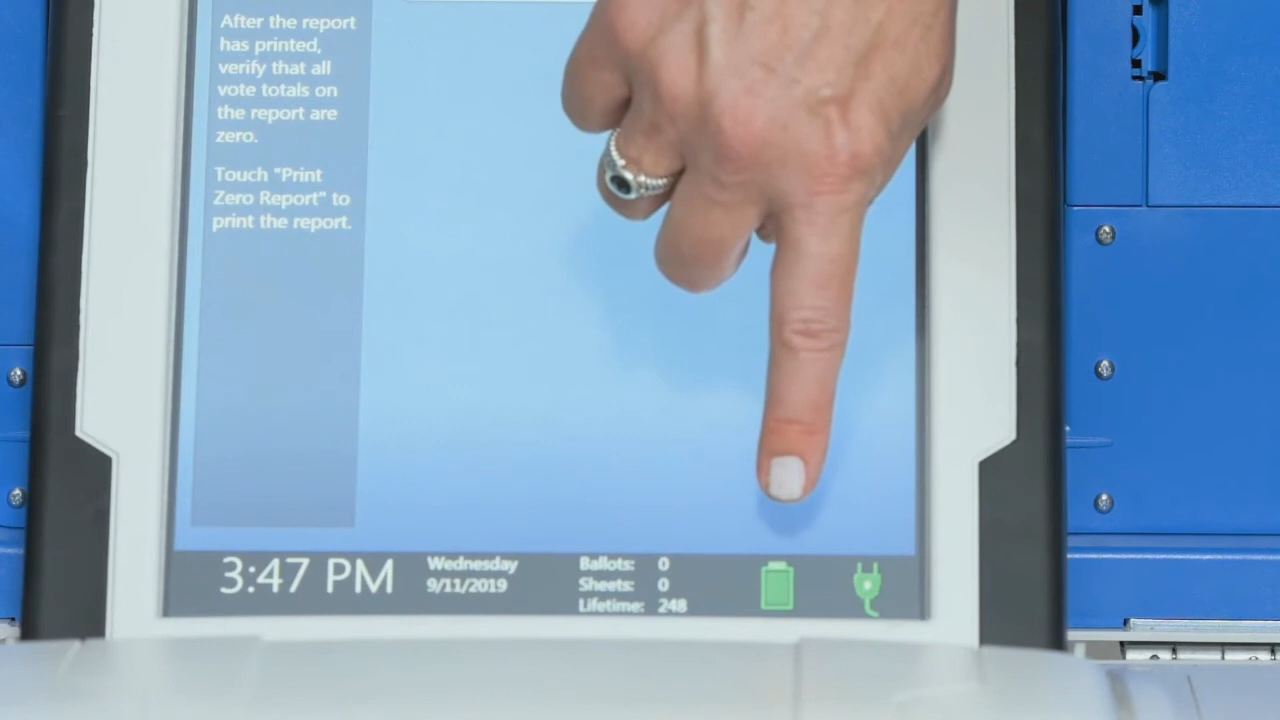 After the report
has printed,
verify that all
vote totals on
the report are
zero.
Touch "Print
Zero Report" to
print the report.
3:47 PM
Wednesday
9/11/2019
Ballots: 0
Sheets: 0
Lifetime: 248